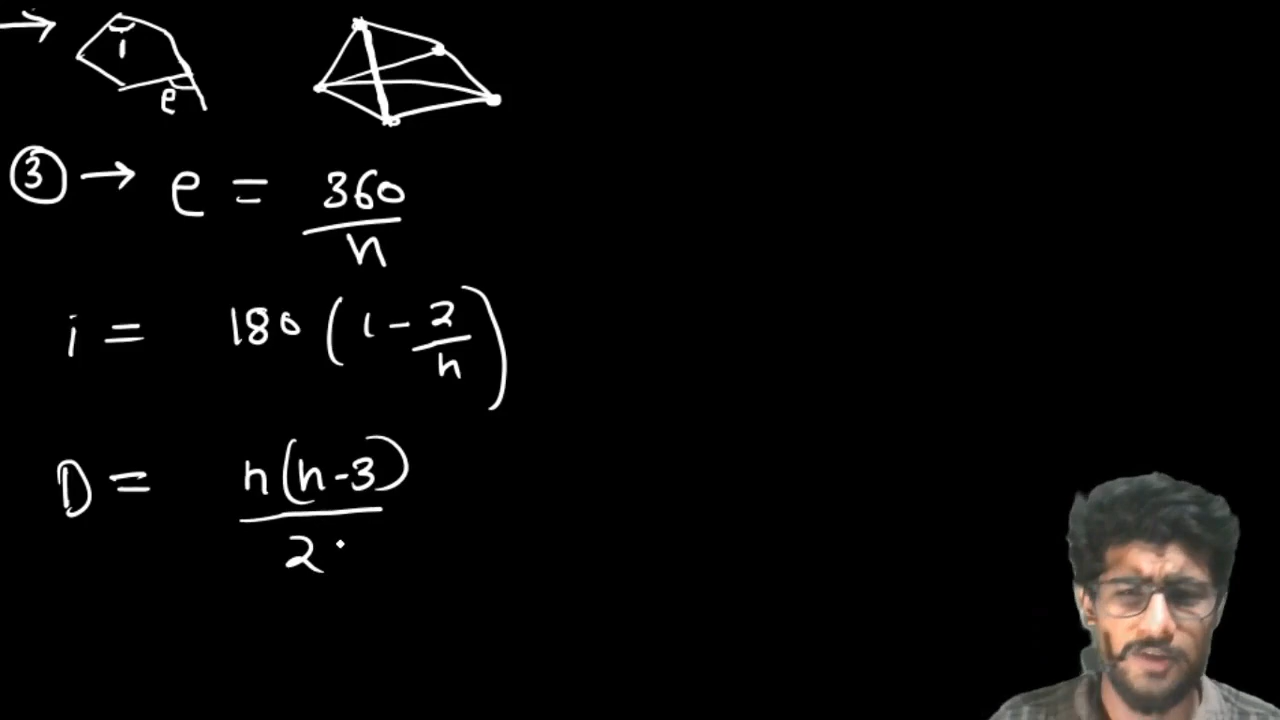 → i e
③ → e = 360/n
i = 180 (1 - 2/n)
D = n(n-3)/2